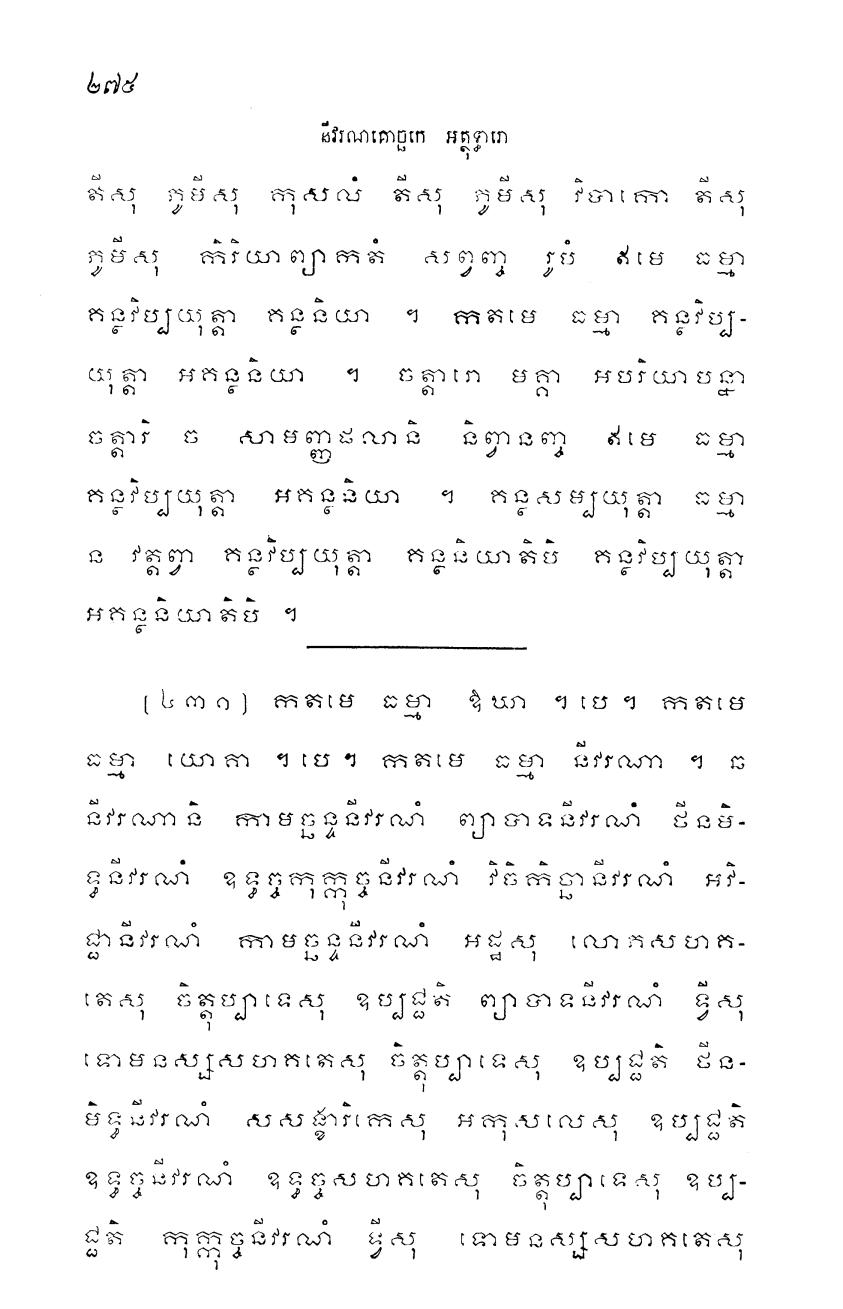 ២៧៥
នីវរណគោច្ឆកេ អត្ថុទ្ធារោ
តីសុ ភូមីសុ កុសលំ តីសុ ភូមីសុ វិបាកោ តីសុ
ភូមីសុ កិរិយាព្យាកតំ សព្វញ្ច រូបំ ឥមេ ធម្មា
គន្ថវិប្បយុត្តា គន្ថនិយា ។ កតមេ ធម្មា គន្ថវិប្ប-
យុត្តា អគន្ថនិយា ។ ចត្តារោ មគ្គា អបរិយាបន្នា
ចត្តារិ ច សាមញ្ញផលានិ និព្វានញ្ច ឥមេ ធម្មា
គន្ថវិប្បយុត្តា អគន្ថនិយា ។ គន្ថសម្បយុត្តា ធម្មា
ន វត្តព្វា គន្ថវិប្បយុត្តា គន្ថនិយាតិបិ គន្ថវិប្បយុត្តា
អគន្ថនិយាតិបិ ។
[៤៣១] កតមេ ធម្មា ឱឃា ។ បេ ។ កតមេ
ធម្មា យោគា ។ បេ ។ កតមេ ធម្មា នីវរណា ។ ឆ
នីវរណានិ កាមច្ឆន្ទនីវរណំ ព្យាបាទនីវរណំ ថីនមិ-
ទ្ធនីវរណំ ឧទ្ធច្ចកុក្កុច្ចនីវរណំ វិចិកិច្ឆានីវរណំ អវិ-
ជ្ជានីវរណំ កាមច្ឆន្ទនីវរណំ អដ្ឋសុ លោភសហគ-
តេសុ ចិត្តុប្បាទេសុ ឧប្បជ្ជតិ ព្យាបាទនីវរណំ ទ្វីសុ
ទោមនស្សសហគតេសុ ចិត្តុប្បាទេសុ ឧប្បជ្ជតិ ថីន-
មិទ្ធនីវរណំ សសង្ខារិកេសុ អកុសលេសុ ឧប្បជ្ជតិ
ឧទ្ធច្ចនីវរណំ ឧទ្ធច្ចសហគតេសុ ចិត្តុប្បាទេសុ ឧប្ប-
ជ្ជតិ កុក្កុច្ចនីវរណំ ទ្វីសុ ទោមនស្សសហគតេសុ